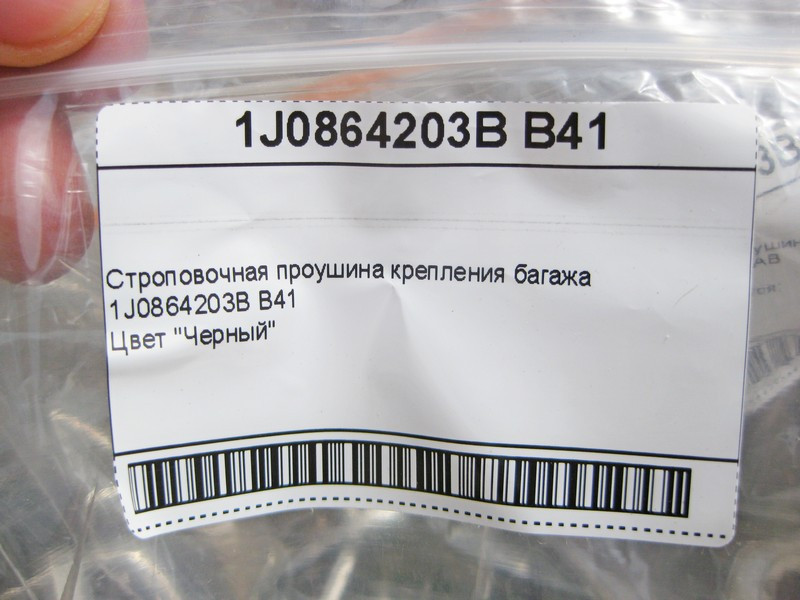 1J0864203B B41
Строповочная проушина крепления багажа
1J0864203B B41
Цвет "Черный"